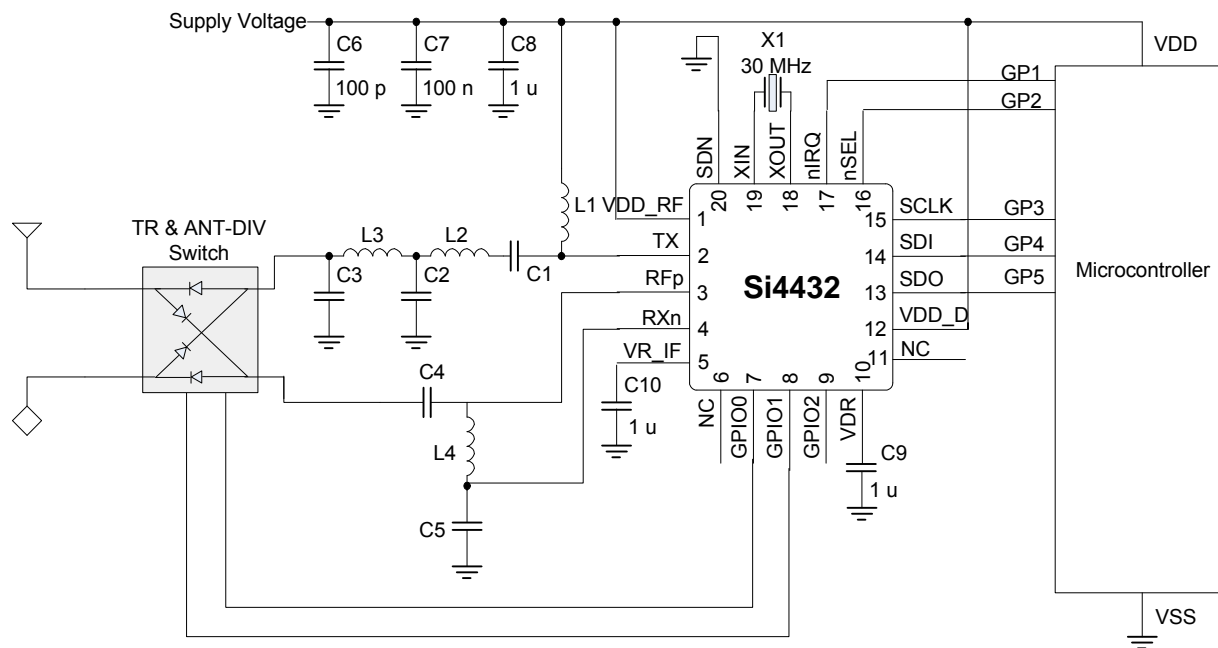 Supply Voltage
C6
100 p
C7
100 n
C8
1 u
X1
30 MHz
VDD
GP1
GP2
SDN
XIN
XOUT
nIRQ
nSEL
20
19
18
17
16
L1
VDD_RF
1
TX
2
RFp
3
RXn
4
VR_IF
5
Si4432
15
SCLK
GP3
14
SDI
GP4
13
SDO
GP5
12
VDD_D
11
NC
Microcontroller
TR & ANT-DIV
Switch
L3
L2
C3
C2
C1
C4
L4
C5
C10
1 u
6
7
8
9
10
NC
GPIO0
GPIO1
GPIO2
VDR
C9
1 u
VSS